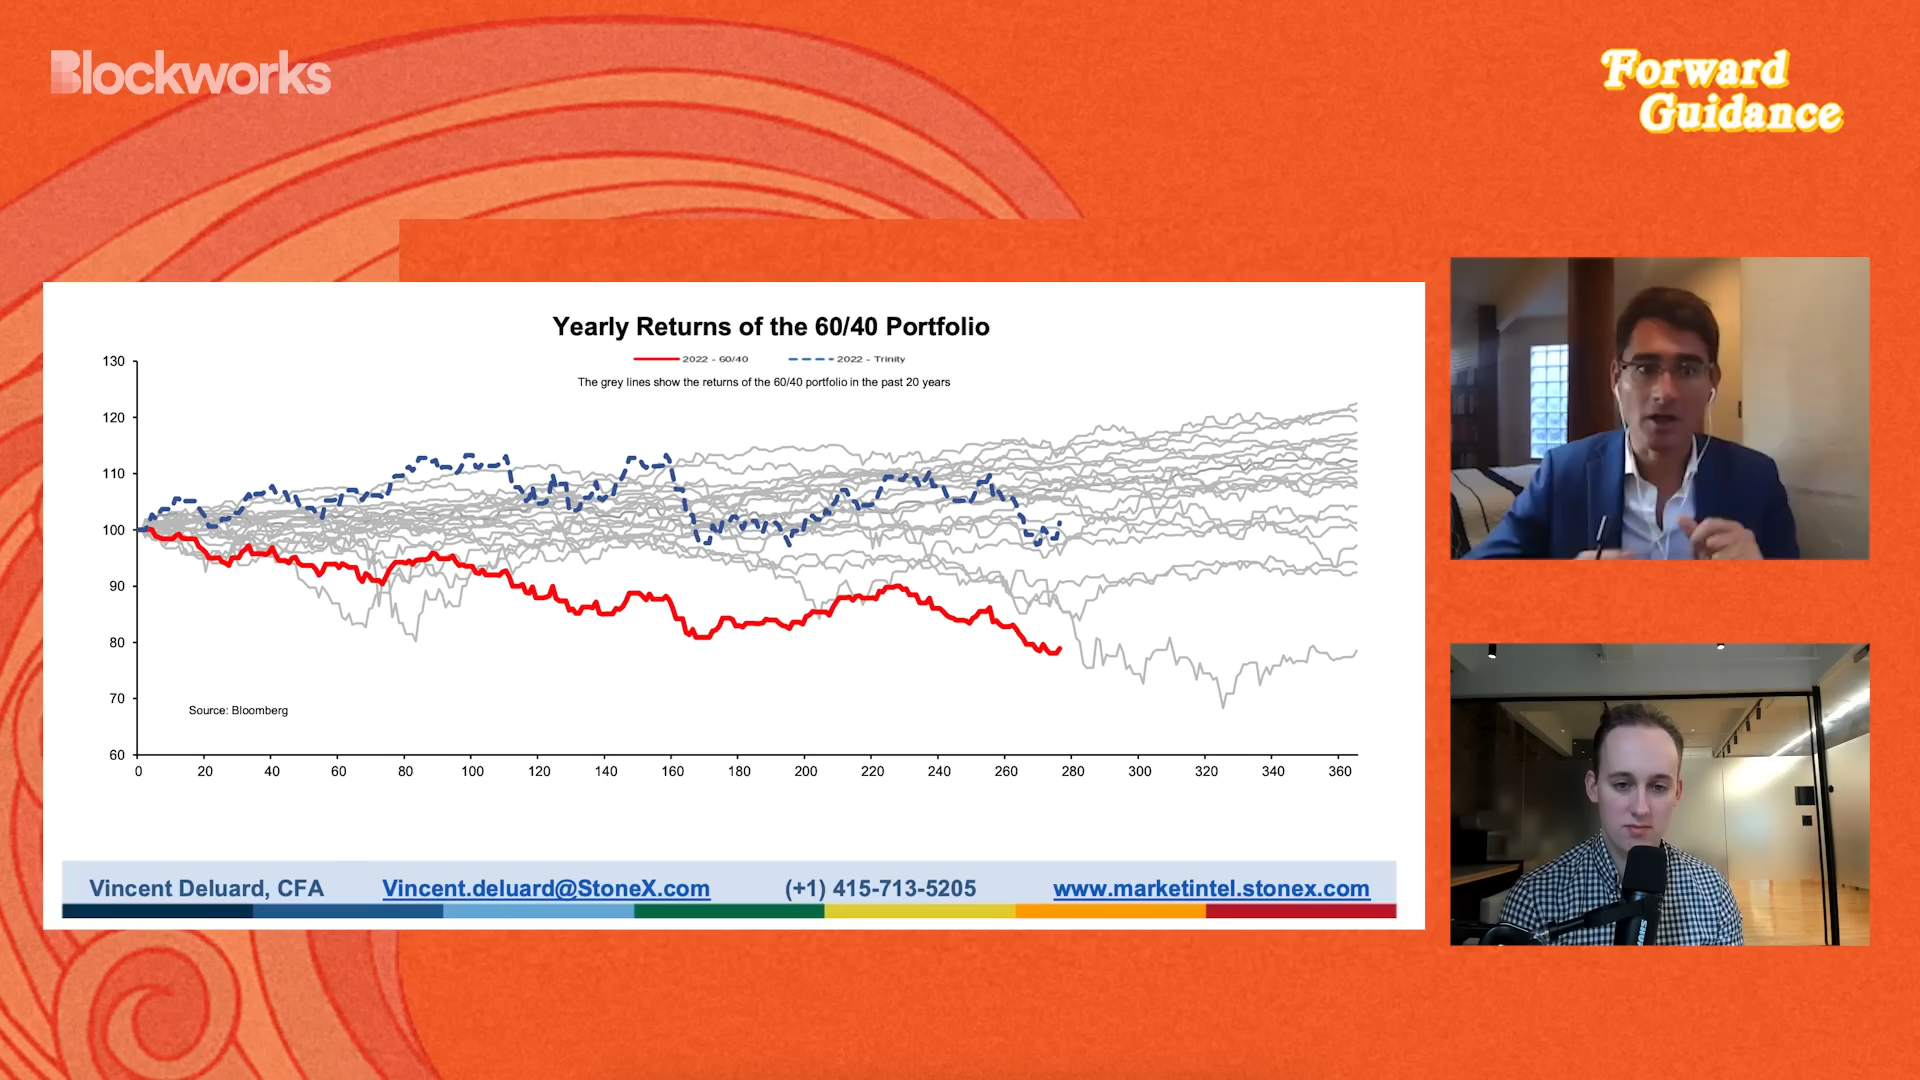 Blockworks
Forward
Guidance
Yearly Returns of the 60/40 Portfolio
2022 - 60/40 2022 - Trinity
The grey lines show the returns of the 60/40 portfolio in the past 20 years
130
120
110
100
90
80
70
60
Source: Bloomberg
0 20 40 60 80 100 120 140 160 180 200 220 240 260 280 300 320 340 360
Vincent Deluard, CFA Vincent.deluard@StoneX.com (+1) 415-713-5205 www.marketintel.stonex.com